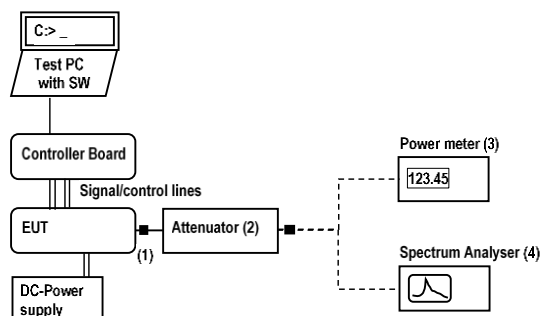 C:> _
Test PC
with SW
Controller Board
Signal/control lines
EUT
(1)
Attenuator (2)
Power meter (3)
123.45
Spectrum Analyser (4)
DC-Power
supply